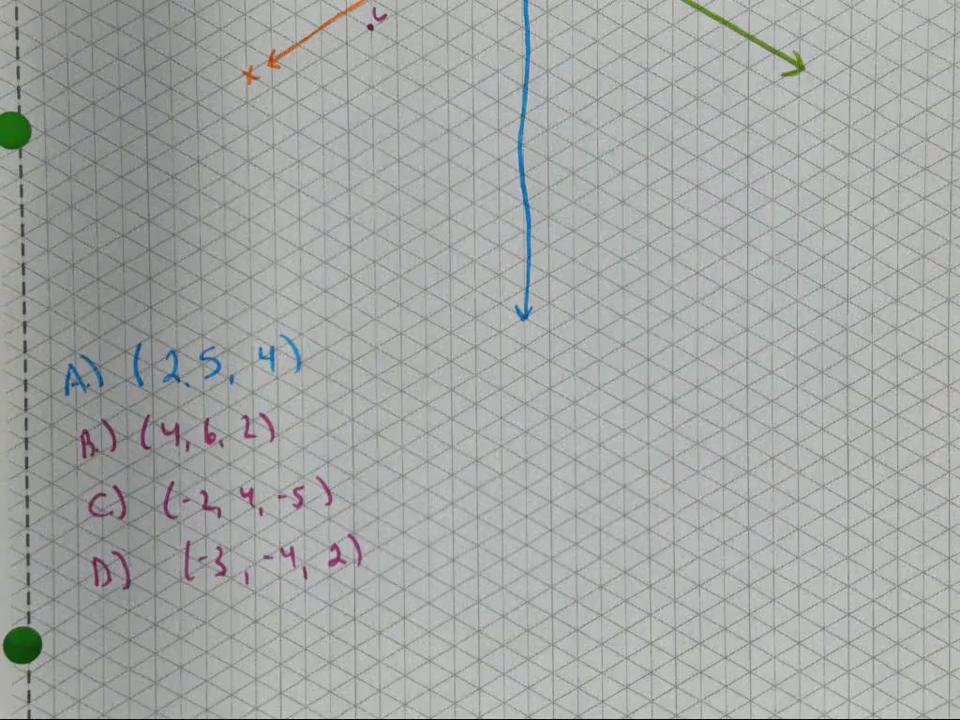 x
A.) (2, 5, 4)
B.) (4, 6, 2)
C.) (-2, 4, -5)
D.) (-3, -4, 2)